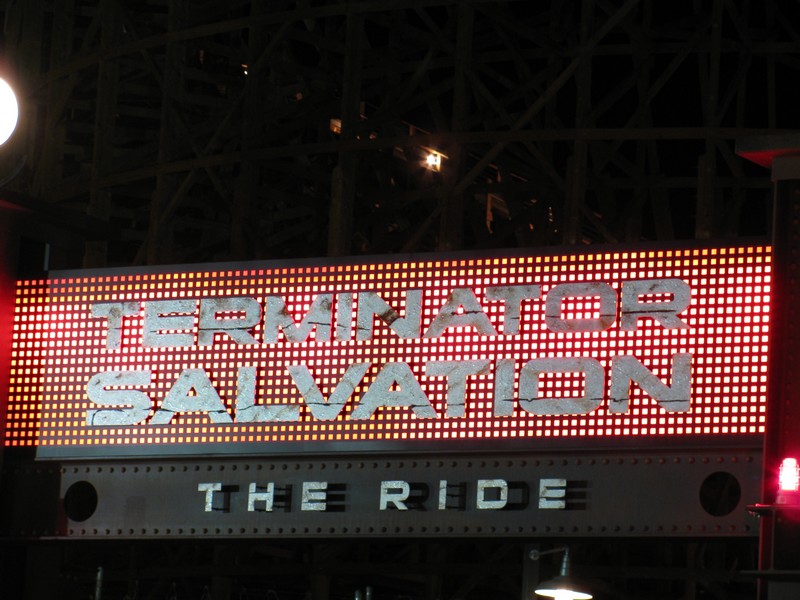 TERMINATOR
SALVATION
THE RIDE